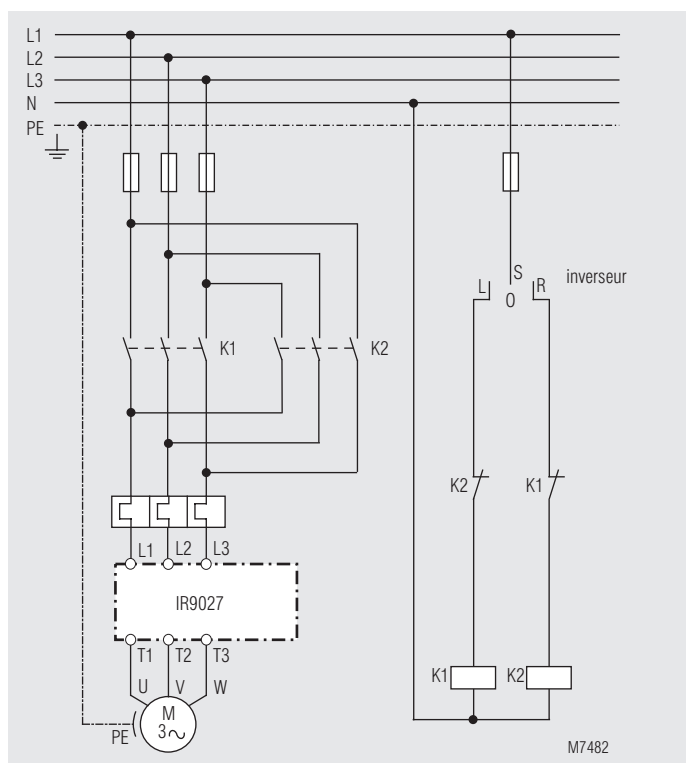 L1
L2
L3
N
PE
S
L
R
O
inverseur
K1
K2
K2
K1
L1 L2 L3
IR9027
T1 T2 T3
U V W
K1
K2
M
3~
PE
M7482